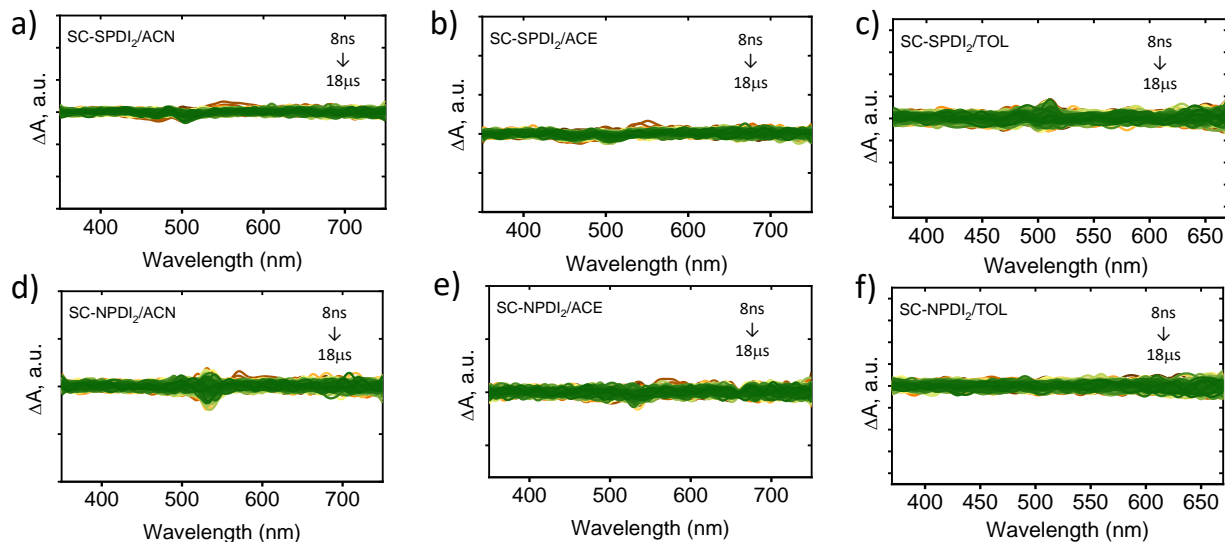 a)
SC-SPDI₂/ACN
8ns
↓
18μs
ΔA, a.u.
400 500 600 700
Wavelength (nm)
b)
SC-SPDI₂/ACE
8ns
↓
18μs
ΔA, a.u.
400 500 600 700
Wavelength (nm)
c)
SC-SPDI₂/TOL
8ns
↓
18μs
ΔA, a.u.
400 450 500 550 600 650
Wavelength (nm)
d)
SC-NPDI₂/ACN
8ns
↓
18μs
ΔA, a.u.
400 500 600 700
Wavelength (nm)
e)
SC-NPDI₂/ACE
8ns
↓
18μs
ΔA, a.u.
400 500 600 700
Wavelength (nm)
f)
SC-NPDI₂/TOL
8ns
↓
18μs
ΔA, a.u.
400 450 500 550 600 650
Wavelength (nm)